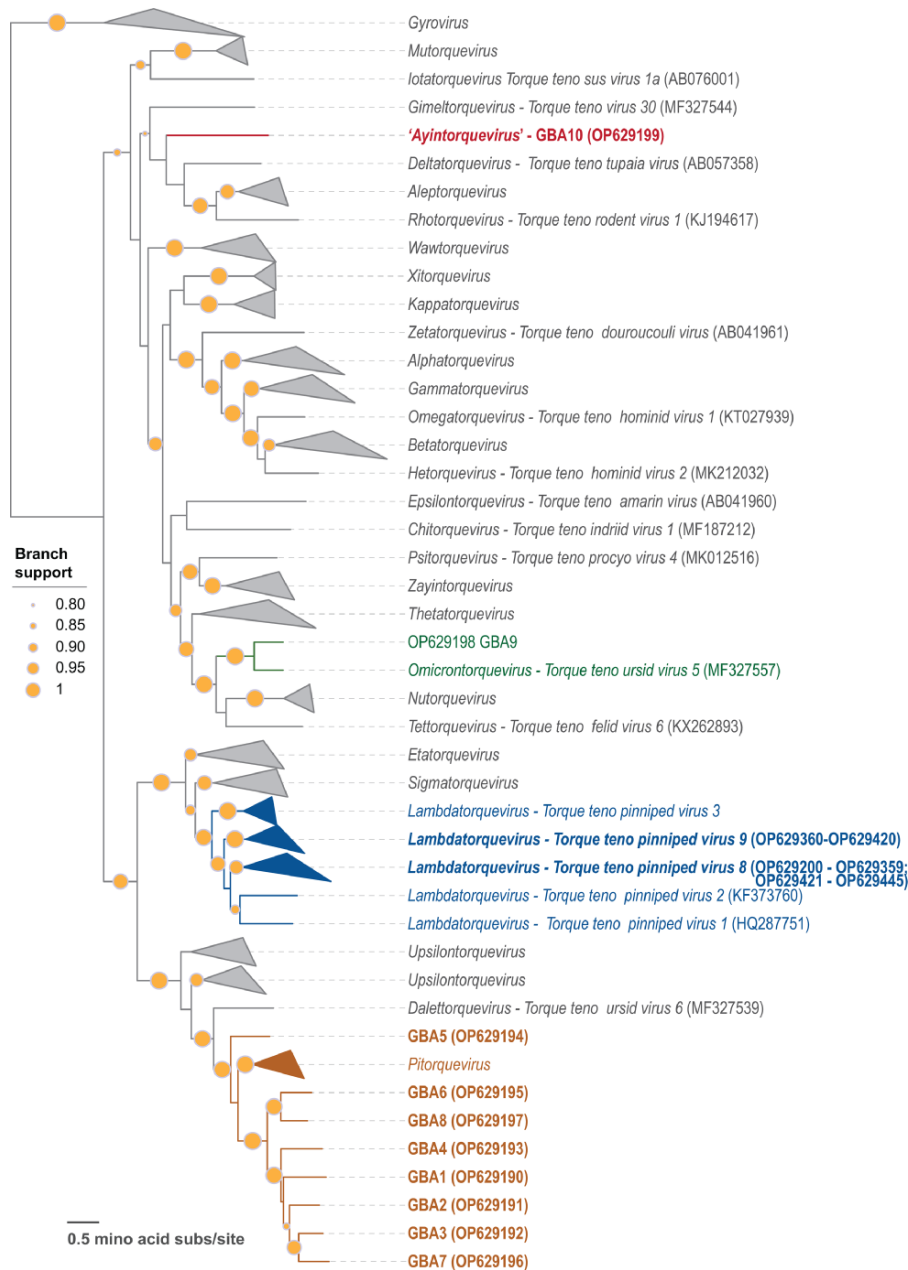 Gyrovirus
Mutorquevirus
Iotatorquevirus Torque teno sus virus 1a (AB076001)
Gimeltorquevirus - Torque teno virus 30 (MF327544)
‘Ayintorquevirus’ - GBA10 (OP629199)
Deltatorquevirus - Torque teno tupaia virus (AB057358)
Aleptorquevirus
Rhotorquevirus - Torque teno rodent virus 1 (KJ194617)
Wawtorquevirus
Xitorquevirus
Kappatorquevirus
Zetatorquevirus - Torque teno douroucouli virus (AB041961)
Alphatorquevirus
Gammatorquevirus
Omegatorquevirus - Torque teno hominid virus 1 (KT027939)
Betatorquevirus
Hetorquevirus - Torque teno hominid virus 2 (MK212032)
Epsilontorquevirus - Torque teno amarin virus (AB041960)
Chitorquevirus - Torque teno indriid virus 1 (MF187212)
Psitorquevirus - Torque teno procyo virus 4 (MK012516)
Zayintorquevirus
Thetatorquevirus
OP629198 GBA9
Omicrontorquevirus - Torque teno ursid virus 5 (MF327557)
Nutorquevirus
Tettorquevirus - Torque teno felid virus 6 (KX262893)
Etatorquevirus
Sigmatorquevirus
Lambdatorquevirus - Torque teno pinniped virus 3
Lambdatorquevirus - Torque teno pinniped virus 9 (OP629360-OP629420)
Lambdatorquevirus - Torque teno pinniped virus 8 (OP629200 - OP629359;
OP629421 - OP629445)
Lambdatorquevirus - Torque teno pinniped virus 2 (KF373760)
Lambdatorquevirus - Torque teno pinniped virus 1 (HQ287751)
Upsilontorquevirus
Upsilontorquevirus
Dalettorquevirus - Torque teno ursid virus 6 (MF327539)
GBA5 (OP629194)
Pitorquevirus
GBA6 (OP629195)
GBA8 (OP629197)
GBA4 (OP629193)
GBA1 (OP629190)
GBA2 (OP629191)
GBA3 (OP629192)
GBA7 (OP629196)
Branch
support
0.80
0.85
0.90
0.95
1
0.5 mino acid subs/site